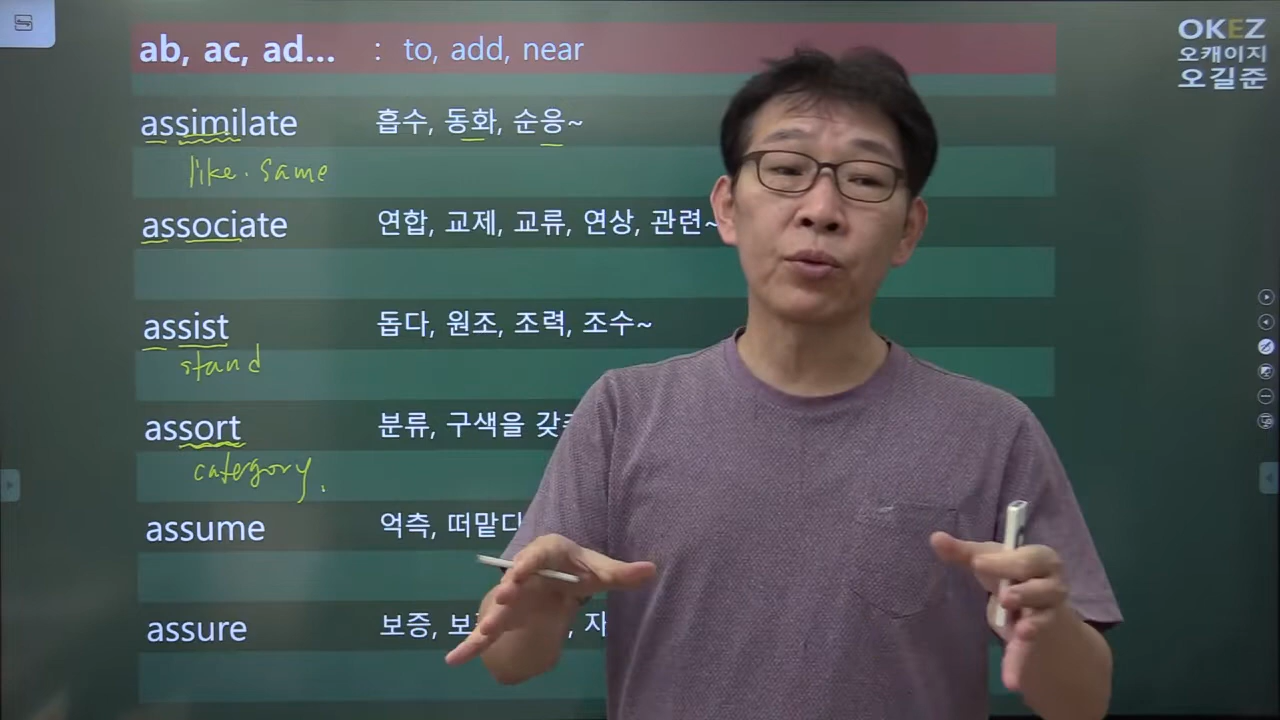 ab, ac, ad... : to, add, near
OKEZ
오캐이지
오길준
assimilate 흡수, 동화, 순응~
like. same
associate 연합, 교제, 교류, 연상, 관련~
assist 돕다, 원조, 조력, 조수~
stand
assort 분류, 구색을
category.
assume 억측, 떠맡다
assure 보증,